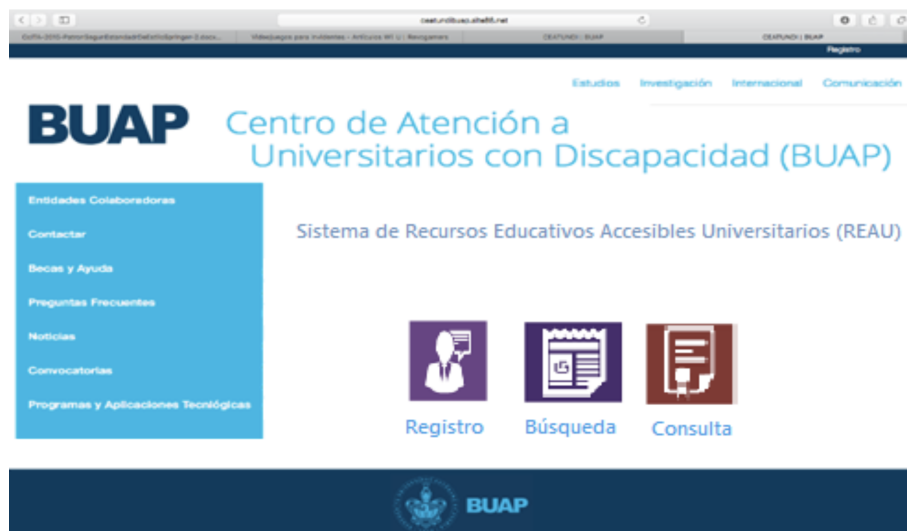 Registro
Estudios Investigación Internacional Comunicación
BUAP
Centro de Atención a
Universitarios con Discapacidad (BUAP)
Entidades Colaboradoras
Contactar
Becas y Ayuda
Preguntas Frecuentes
Noticias
Convocatorias
Programas y Aplicaciones Tecnlógicas
Sistema de Recursos Educativos Accesibles Universitarios (REAU)
Registro Búsqueda Consulta
BUAP